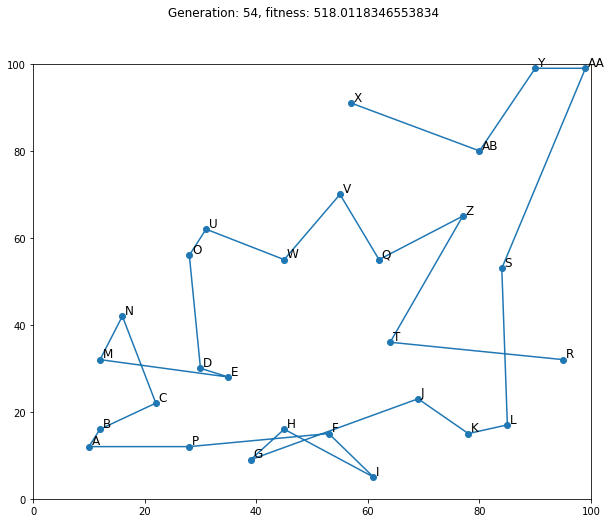 Generation: 54, fitness: 518.0118346553834
100
Y
AA
X
80
AB
V
Z
U
60
O
W
Q
S
N
40
T
M
R
D
E
J
C
20
B
H
F
K
L
A
P
G
I
0
0
20
40
60
80
100